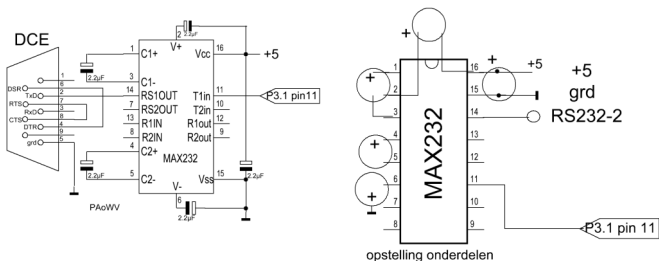 DCE
1
6
DSR
TxD
2
7
RTS
3
RxD
8
CTS
4
DTR
9
5
grd
2.2µF
2.2µF
2
V+
1
C1+
3
C1-
14
RS1OUT
7
RS2OUT
13
R1IN
8
R2IN
4
C2+
5
C2-
2.2µF
Vcc
16
+5
T1in
11
P3.1 pin11
T2in
10
R1out
12
R2out
9
MAX232
Vss
15
2.2µF
V-
6
2.2µF
PAoWV
+
1
2
3
4
5
6
7
8
+
+
+
MAX232
16
15
14
13
12
11
10
9
+
+5
+5
grd
RS232-2
P3.1 pin 11
opstelling onderdelen